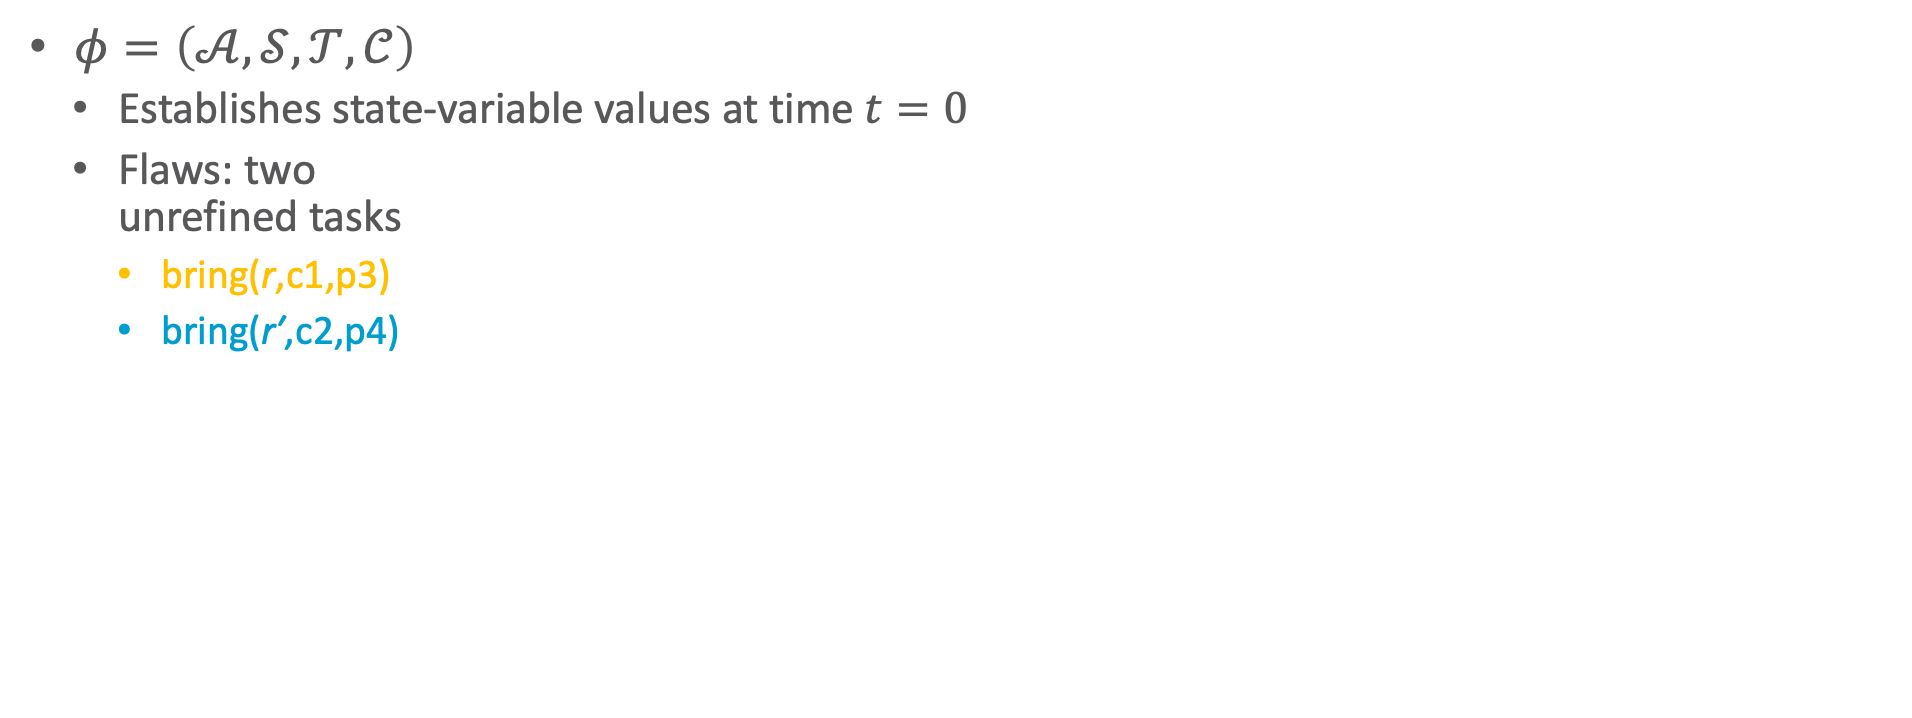 • 𝜙 = (𝒜, 𝒮, 𝒯, 𝒞)
• Establishes state-variable values at time 𝑡 = 0
• Flaws: two
unrefined tasks
• bring(r,c1,p3)
• bring(r′,c2,p4)